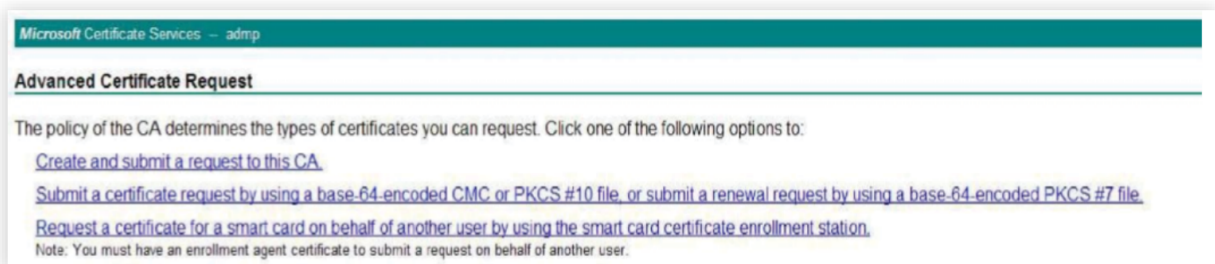 Microsoft Certificate Services -- admp
Advanced Certificate Request
The policy of the CA determines the types of certificates you can request. Click one of the following options to:
Create and submit a request to this CA.
Submit a certificate request by using a base-64-encoded CMC or PKCS #10 file, or submit a renewal request by using a base-64-encoded PKCS #7 file.
Request a certificate for a smart card on behalf of another user by using the smart card certificate enrollment station.
Note: You must have an enrollment agent certificate to submit a request on behalf of another user.